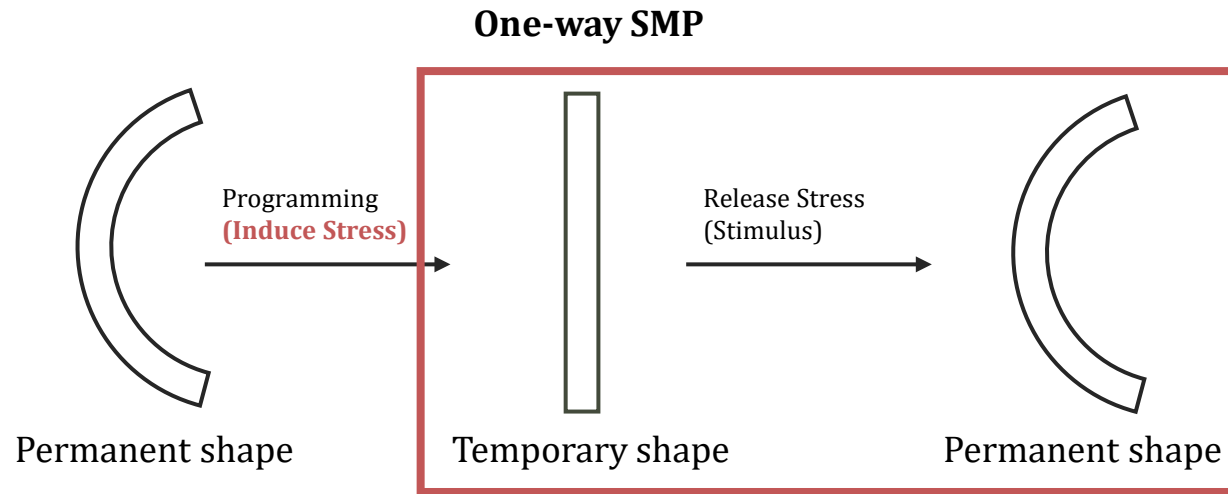 One-way SMP
Programming
(Induce Stress)
Release Stress
(Stimulus)
Permanent shape
Temporary shape
Permanent shape